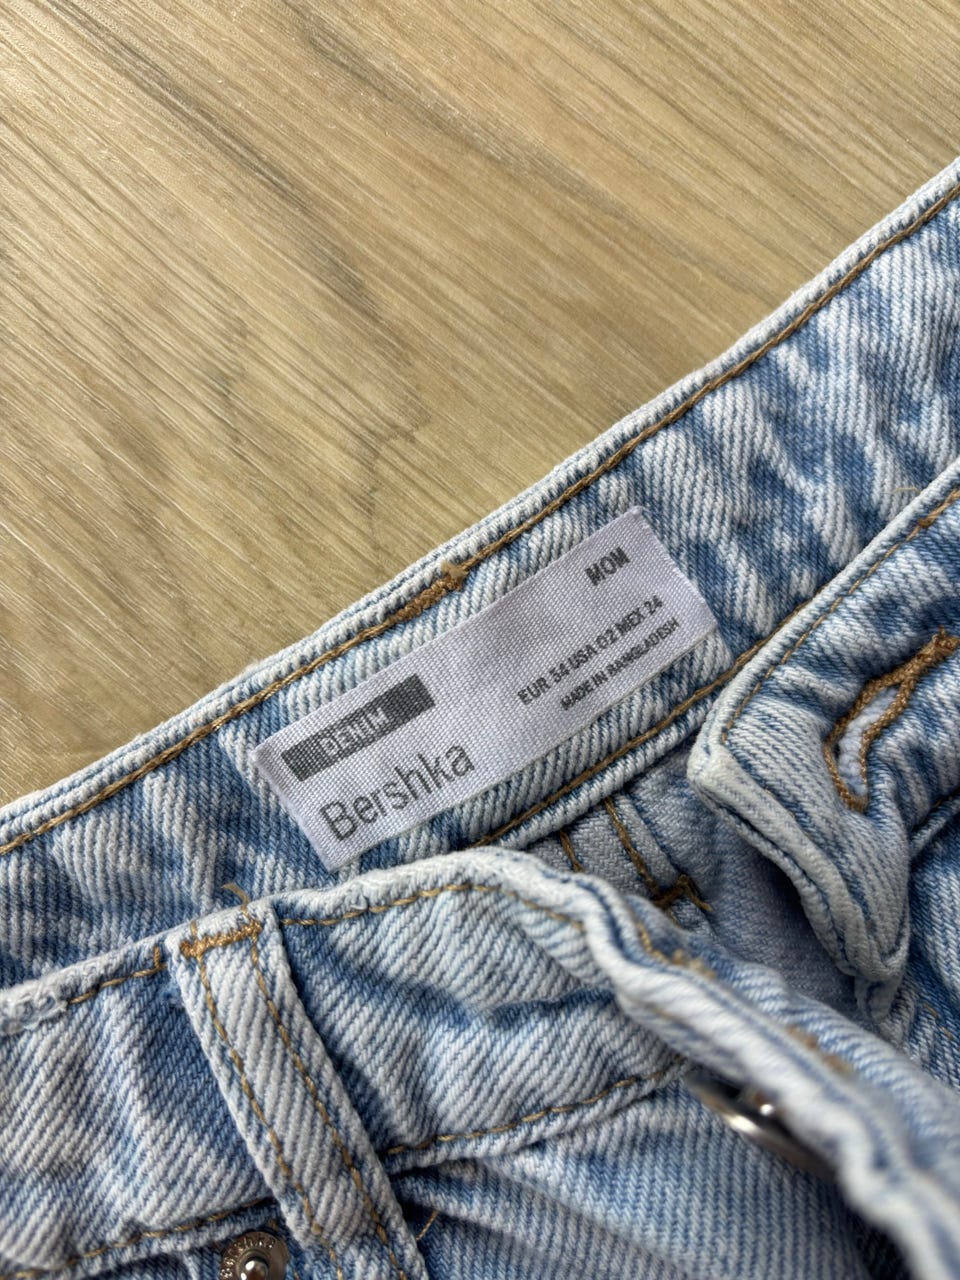 DENIM
Bershka
MOM
EUR 34 USA 02 MEX 24
MADE IN BANGLADESH